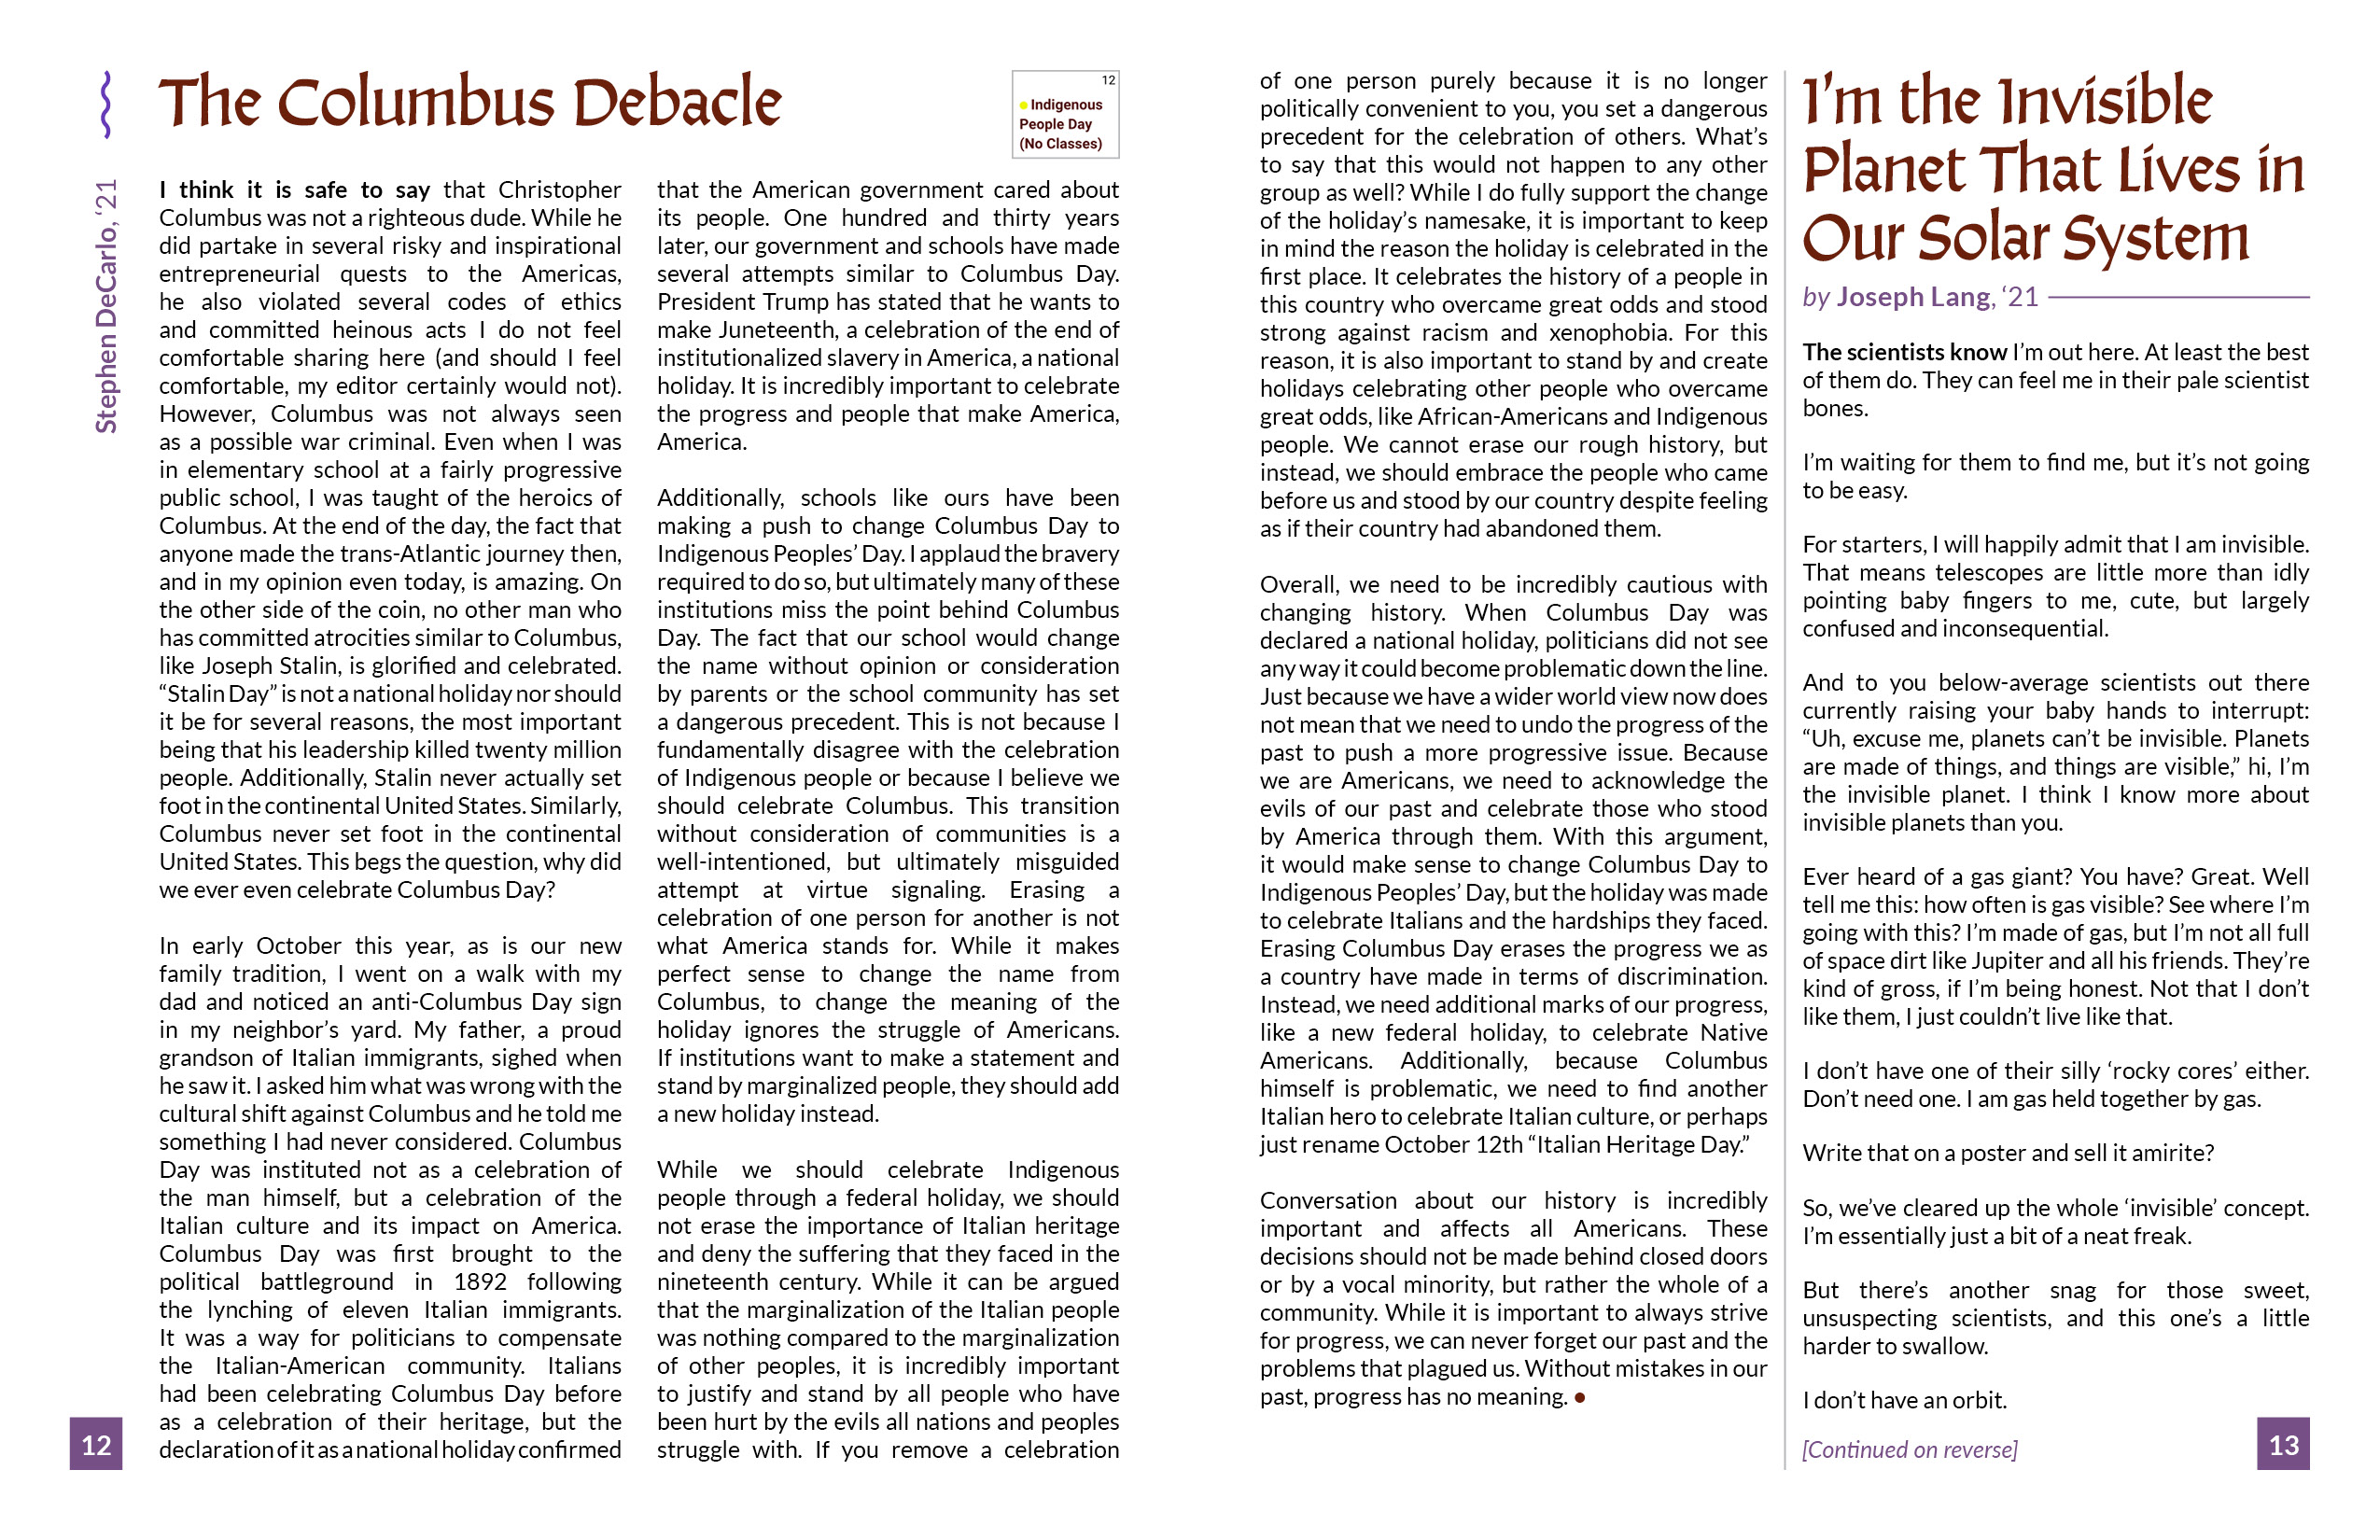 The Columbus Debacle
12
Indigenous
People Day
(No Classes)
Stephen DeCarlo, ‘21
I think it is safe to say that Christopher
Columbus was not a righteous dude. While he
did partake in several risky and inspirational
entrepreneurial quests to the Americas,
he also violated several codes of ethics
and committed heinous acts I do not feel
comfortable sharing here (and should I feel
comfortable, my editor certainly would not).
However, Columbus was not always seen
as a possible war criminal. Even when I was
in elementary school at a fairly progressive
public school, I was taught of the heroics of
Columbus. At the end of the day, the fact that
anyone made the trans-Atlantic journey then,
and in my opinion even today, is amazing. On
the other side of the coin, no other man who
has committed atrocities similar to Columbus,
like Joseph Stalin, is glorified and celebrated.
“Stalin Day” is not a national holiday nor should
it be for several reasons, the most important
being that his leadership killed twenty million
people. Additionally, Stalin never actually set
foot in the continental United States. Similarly,
Columbus never set foot in the continental
United States. This begs the question, why did
we ever even celebrate Columbus Day?
In early October this year, as is our new
family tradition, I went on a walk with my
dad and noticed an anti-Columbus Day sign
in my neighbor’s yard. My father, a proud
grandson of Italian immigrants, sighed when
he saw it. I asked him what was wrong with the
cultural shift against Columbus and he told me
something I had never considered. Columbus
Day was instituted not as a celebration of
the man himself, but a celebration of the
Italian culture and its impact on America.
Columbus Day was first brought to the
political battleground in 1892 following
the lynching of eleven Italian immigrants.
It was a way for politicians to compensate
the Italian-American community. Italians
had been celebrating Columbus Day before
as a celebration of their heritage, but the
declaration of it as a national holiday confirmed
that the American government cared about
its people. One hundred and thirty years
later, our government and schools have made
several attempts similar to Columbus Day.
President Trump has stated that he wants to
make Juneteenth, a celebration of the end of
institutionalized slavery in America, a national
holiday. It is incredibly important to celebrate
the progress and people that make America,
America.
Additionally, schools like ours have been
making a push to change Columbus Day to
Indigenous Peoples’ Day. I applaud the bravery
required to do so, but ultimately many of these
institutions miss the point behind Columbus
Day. The fact that our school would change
the name without opinion or consideration
by parents or the school community has set
a dangerous precedent. This is not because I
fundamentally disagree with the celebration
of Indigenous people or because I believe we
should celebrate Columbus. This transition
without consideration of communities is a
well-intentioned, but ultimately misguided
attempt at virtue signaling. Erasing a
celebration of one person for another is not
what America stands for. While it makes
perfect sense to change the name from
Columbus, to change the meaning of the
holiday ignores the struggle of Americans.
If institutions want to make a statement and
stand by marginalized people, they should add
a new holiday instead.
While we should celebrate Indigenous
people through a federal holiday, we should
not erase the importance of Italian heritage
and deny the suffering that they faced in the
nineteenth century. While it can be argued
that the marginalization of the Italian people
was nothing compared to the marginalization
of other peoples, it is incredibly important
to justify and stand by all people who have
been hurt by the evils all nations and peoples
struggle with. If you remove a celebration
12
of one person purely because it is no longer
politically convenient to you, you set a dangerous
precedent for the celebration of others. What’s
to say that this would not happen to any other
group as well? While I do fully support the change
of the holiday’s namesake, it is important to keep
in mind the reason the holiday is celebrated in the
first place. It celebrates the history of a people in
this country who overcame great odds and stood
strong against racism and xenophobia. For this
reason, it is also important to stand by and create
holidays celebrating other people who overcame
great odds, like African-Americans and Indigenous
people. We cannot erase our rough history, but
instead, we should embrace the people who came
before us and stood by our country despite feeling
as if their country had abandoned them.
Overall, we need to be incredibly cautious with
changing history. When Columbus Day was
declared a national holiday, politicians did not see
any way it could become problematic down the line.
Just because we have a wider world view now does
not mean that we need to undo the progress of the
past to push a more progressive issue. Because
we are Americans, we need to acknowledge the
evils of our past and celebrate those who stood
by America through them. With this argument,
it would make sense to change Columbus Day to
Indigenous Peoples’ Day, but the holiday was made
to celebrate Italians and the hardships they faced.
Erasing Columbus Day erases the progress we as
a country have made in terms of discrimination.
Instead, we need additional marks of our progress,
like a new federal holiday, to celebrate Native
Americans. Additionally, because Columbus
himself is problematic, we need to find another
Italian hero to celebrate Italian culture, or perhaps
just rename October 12th “Italian Heritage Day.”
Conversation about our history is incredibly
important and affects all Americans. These
decisions should not be made behind closed doors
or by a vocal minority, but rather the whole of a
community. While it is important to always strive
for progress, we can never forget our past and the
problems that plagued us. Without mistakes in our
past, progress has no meaning.
I’m the Invisible
Planet That Lives in
Our Solar System
by Joseph Lang, ‘21
The scientists know I’m out here. At least the best
of them do. They can feel me in their pale scientist
bones.
I’m waiting for them to find me, but it’s not going
to be easy.
For starters, I will happily admit that I am invisible.
That means telescopes are little more than idly
pointing baby fingers to me, cute, but largely
confused and inconsequential.
And to you below-average scientists out there
currently raising your baby hands to interrupt:
“Uh, excuse me, planets can’t be invisible. Planets
are made of things, and things are visible,” hi, I’m
the invisible planet. I think I know more about
invisible planets than you.
Ever heard of a gas giant? You have? Great. Well
tell me this: how often is gas visible? See where I’m
going with this? I’m made of gas, but I’m not all full
of space dirt like Jupiter and all his friends. They’re
kind of gross, if I’m being honest. Not that I don’t
like them, I just couldn’t live like that.
I don’t have one of their silly ‘rocky cores’ either.
Don’t need one. I am gas held together by gas.
Write that on a poster and sell it amirite?
So, we’ve cleared up the whole ‘invisible’ concept.
I’m essentially just a bit of a neat freak.
But there’s another snag for those sweet,
unsuspecting scientists, and this one’s a little
harder to swallow.
I don’t have an orbit.
[Continued on reverse]
13